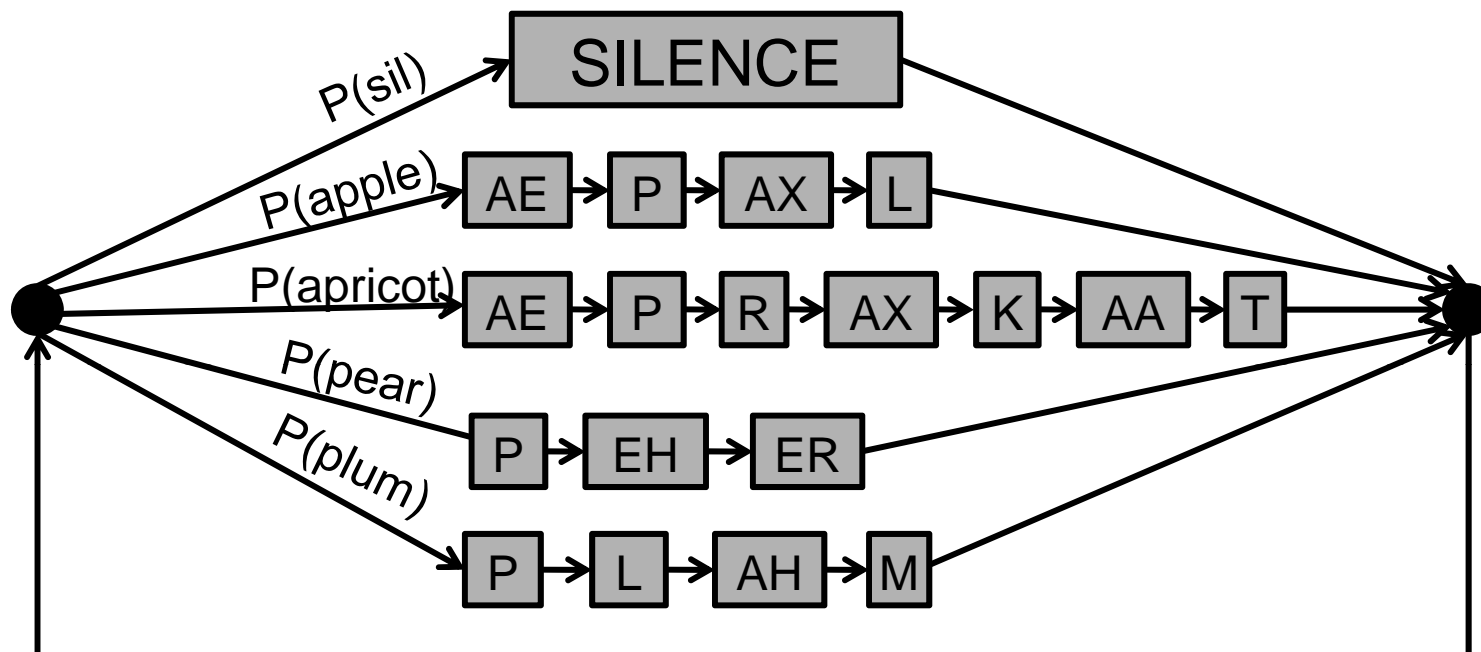 P(sil)
SILENCE
P(apple)
AE P AX L
P(apricot)
AE P R AX K AA T
P(pear)
P EH ER
P(plum)
P L AH M